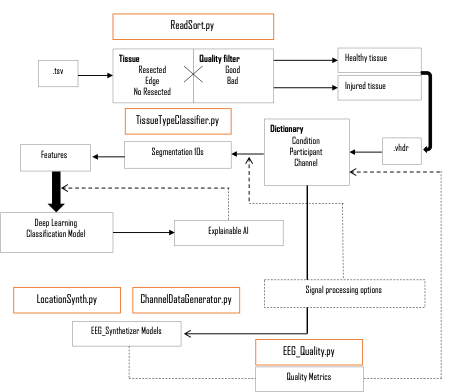 ReadSort.py
.tsv
Tissue
Resected
Edge
No Resected
Quality filter
Good
Bad
Healthy tissue
Injured tissue
TissueTypeClassifier.py
Features
Segmentation IDs
Dictionary
Condition
Participant
Channel
.vhdr
Deep Learning
Classification Model
Explainable AI
Signal processing options
LocationSynth.py
ChannelDataGenerator.py
EEG_Synthetizer Models
EEG_Quality.py
Quality Metrics